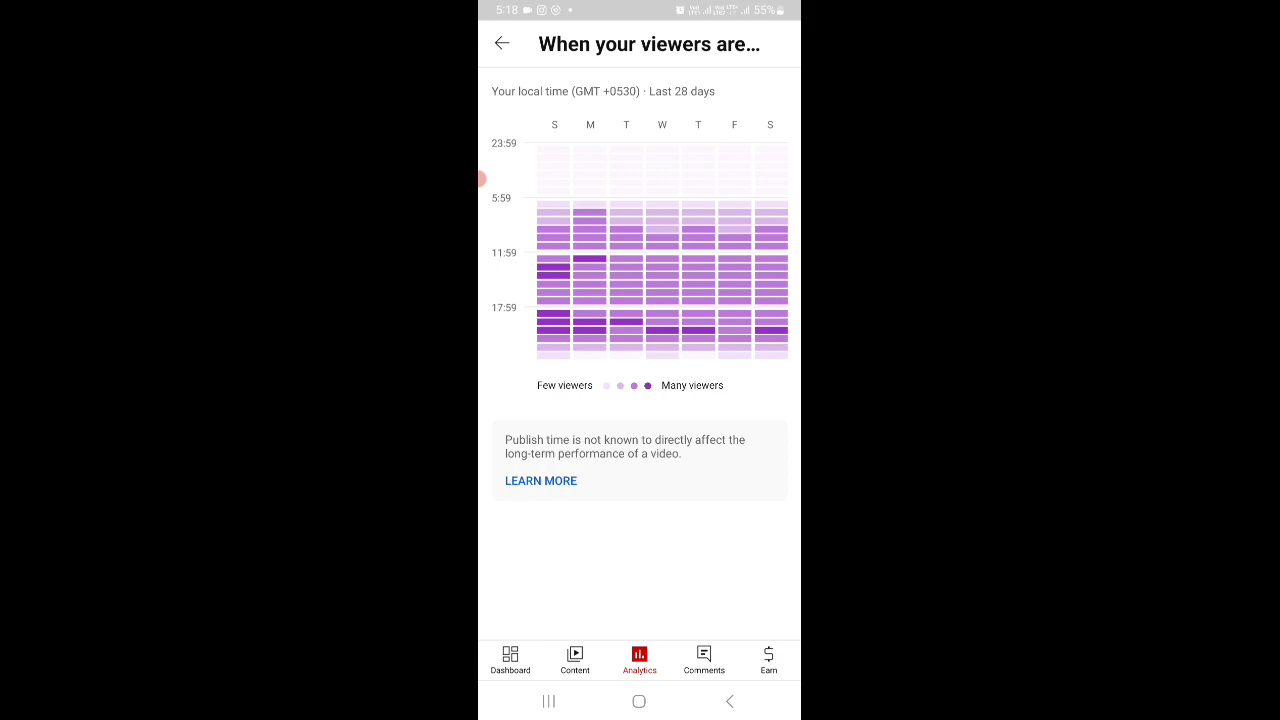 5:18
55%
When your viewers are…
Your local time (GMT +0530) · Last 28 days
S M T W T F S
23:59
5:59
11:59
17:59
Few viewers
Many viewers
Publish time is not known to directly affect the
long-term performance of a video.
LEARN MORE
Dashboard Content Analytics Comments Earn